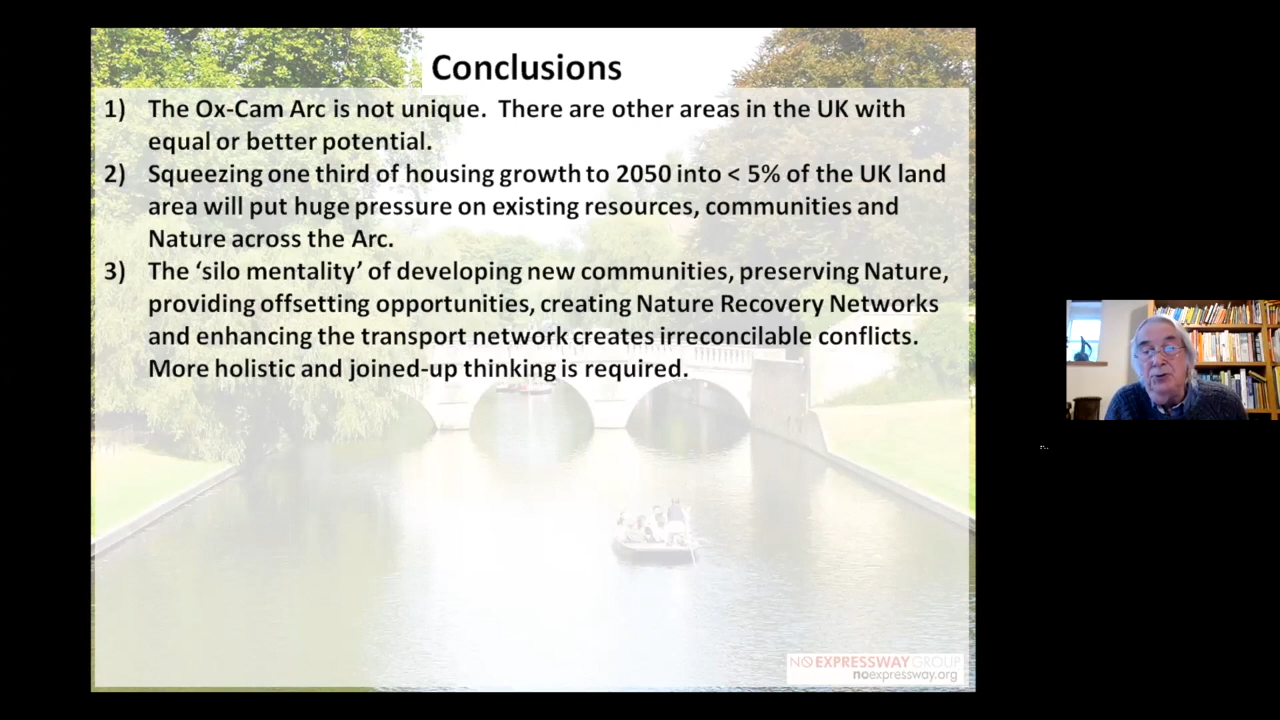 Conclusions
1) The Ox-Cam Arc is not unique. There are other areas in the UK with
equal or better potential.
2) Squeezing one third of housing growth to 2050 into < 5% of the UK land
area will put huge pressure on existing resources, communities and
Nature across the Arc.
3) The ‘silo mentality’ of developing new communities, preserving Nature,
providing offsetting opportunities, creating Nature Recovery Networks
and enhancing the transport network creates irreconcilable conflicts.
More holistic and joined-up thinking is required.
NO EXPRESSWAY GROUP
noexpressway.org